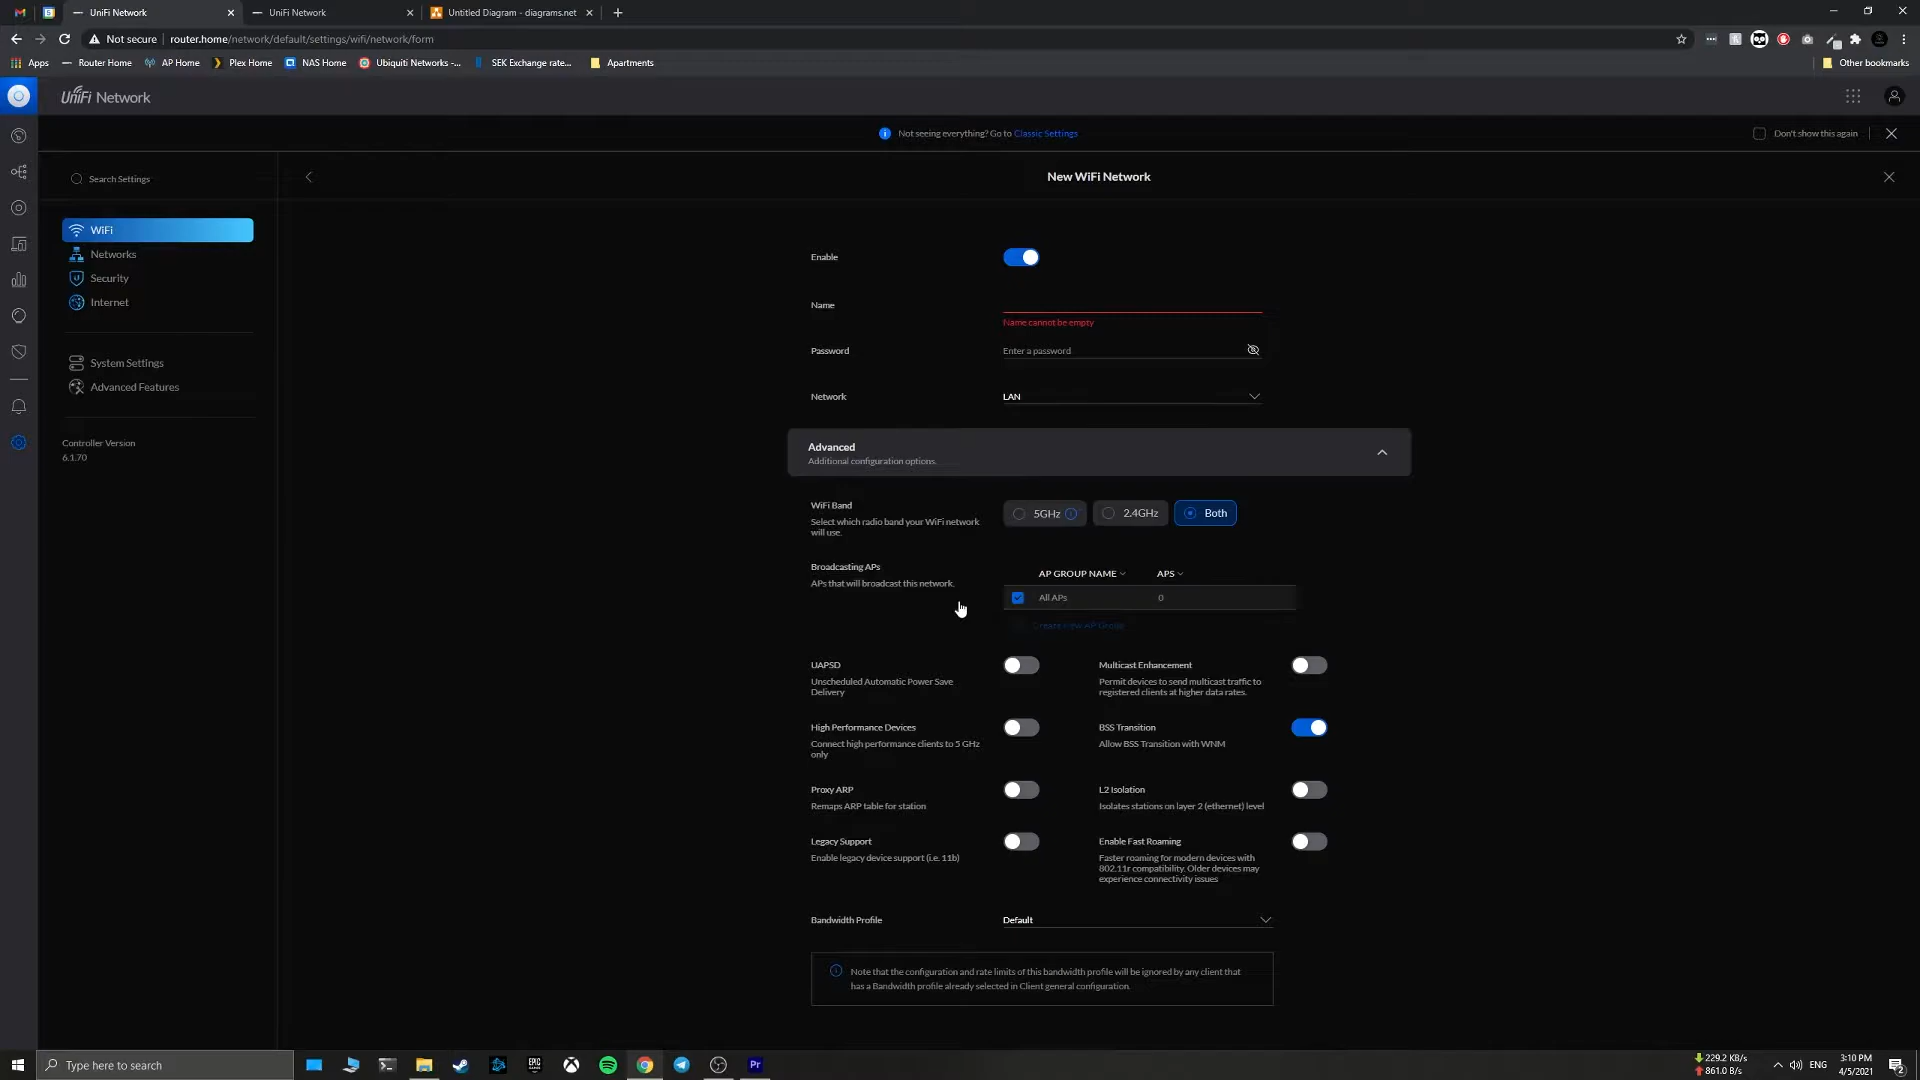 UniFi Network
UniFi Network
Untitled Diagram - diagrams.net
Not secure
router.home/network/default/settings/wifi/network/form
Apps
Router Home
AP Home
Plex Home
NAS Home
Ubiquiti Networks -...
SEK Exchange rate...
Apartments
Other bookmarks
UniFi Network
Not seeing everything? Go to Classic Settings
Don't show this again
Search Settings
New WiFi Network
WiFi
Networks
Security
Internet
System Settings
Advanced Features
Controller Version
6.1.70
Enable
Name
Name cannot be empty
Password
Enter a password
Network
LAN
Advanced
Additional configuration options.
WiFi Band
Select which radio band your WiFi network
will use.
5GHz
2.4GHz
Both
Broadcasting APs
APs that will broadcast this network.
AP GROUP NAME
APS
All APs
0
Create New AP Group
UAPSD
Unscheduled Automatic Power Save
Delivery
Multicast Enhancement
Permit devices to send multicast traffic to
registered clients at higher data rates.
High Performance Devices
Connect high performance clients to 5 GHz
only
BSS Transition
Allow BSS Transition with WNM
Proxy ARP
Remaps ARP table for station
L2 Isolation
Isolates stations on layer 2 (ethernet) level
Legacy Support
Enable legacy device support (i.e. 11b)
Enable Fast Roaming
Faster roaming for modern devices with
802.11r compatibility. Older devices may
experience connectivity issues
Bandwidth Profile
Default
Note that the configuration and rate limits of this bandwidth profile will be ignored by any client that
has a Bandwidth profile already selected in Client general configuration.
Type here to search
EPIC
GAMES
Pr
229.2 KB/s
861.0 B/s
ENG
3:10 PM
4/5/2021
2